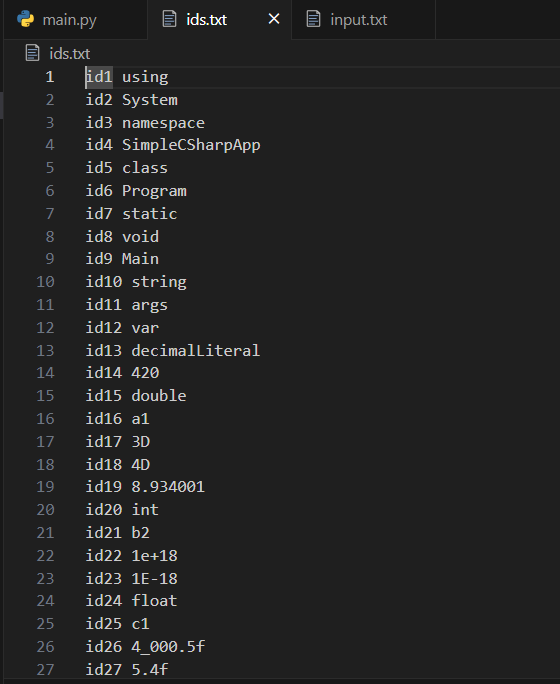 main.py ids.txt × input.txt
ids.txt
1 id1 using
2 id2 System
3 id3 namespace
4 id4 SimpleCSharpApp
5 id5 class
6 id6 Program
7 id7 static
8 id8 void
9 id9 Main
10 id10 string
11 id11 args
12 id12 var
13 id13 decimalLiteral
14 id14 420
15 id15 double
16 id16 a1
17 id17 3D
18 id18 4D
19 id19 8.934001
20 id20 int
21 id21 b2
22 id22 1e+18
23 id23 1E-18
24 id24 float
25 id25 c1
26 id26 4_000.5f
27 id27 5.4f